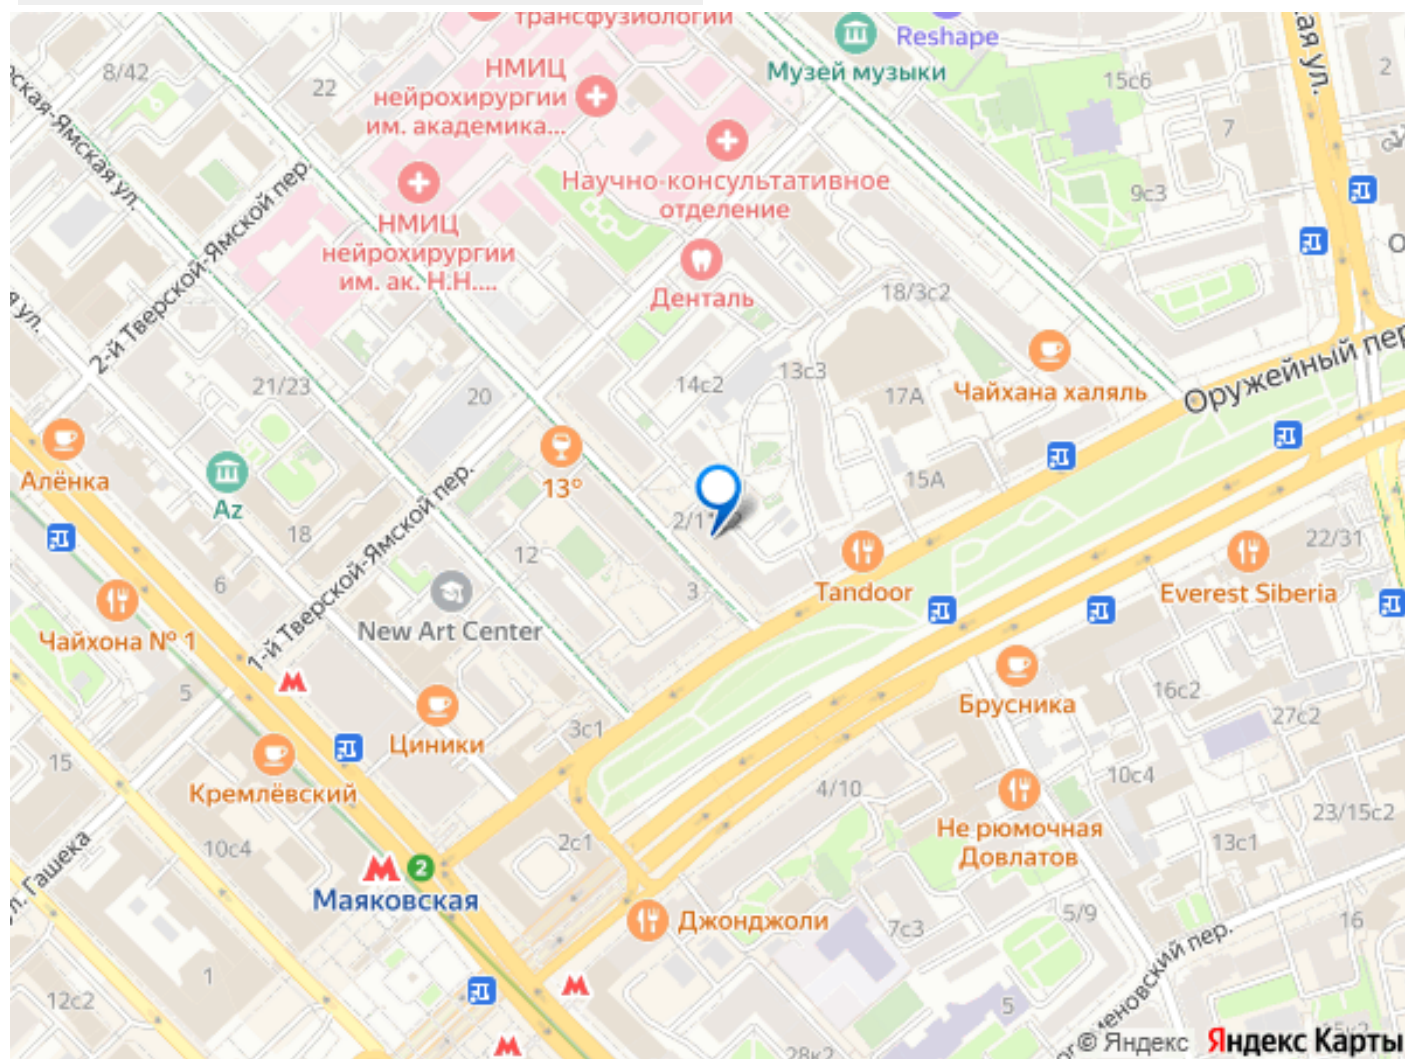 трансфузиологии
Reshape
Музей музыки
8/42
22
НМИЦ
нейрохирургии
им. академика...
15с6
2
7
9с3
Научно-консультативное
отделение
НМИЦ
нейрохирургии
им. ак. Н.Н....
2-й Тверской-Ямской пер.
Денталь
18/3с2
Оружейный пер
Чайхана халяль
13с3
14с2
17А
21/23
20
Алёнка
Az
13°
15А
18
12
6
2/1
3
Tandoor
Everest Siberia
22/31
Чайхона № 1
1-й Тверской-Ямской пер.
New Art Center
5
Циники
3с1
Брусника
16с2
27с2
15
Кремлёвский
10с4
4/10
10с4
23/15с2
2с1
Не рюмочная
Довлатов
13с1
л. Гашека
2
Маяковская
Джонджоли
7с3
5/9
16
1
12с2
5
меновский пер.
28к2
© Яндекс
Яндекс Карты